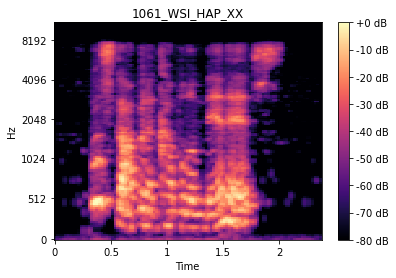 1061_WSI_HAP_XX
+0 dB
8192
-10 dB
-20 dB
4096
-30 dB
Hz
2048
-40 dB
1024
-50 dB
-60 dB
512
-70 dB
0
-80 dB
0
0.5
1
1.5
2
Time